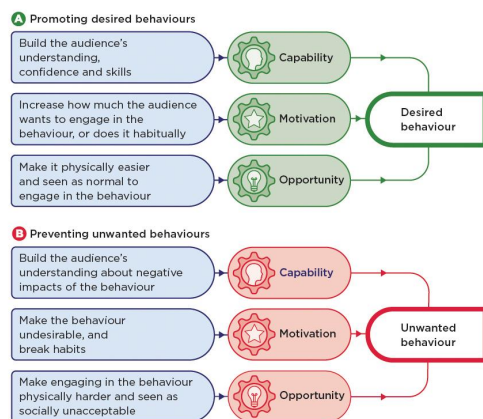 A Promoting desired behaviours
Build the audience's
understanding,
confidence and skills
Capability
Increase how much the audience
wants to engage in the
behaviour, or does it habitually
Motivation
Desired
behaviour
Make it physically easier
and seen as normal to
engage in the behaviour
Opportunity
B Preventing unwanted behaviours
Build the audience's
understanding about negative
impacts of the behaviour
Capability
Make the behaviour
undesirable, and
break habits
Motivation
Unwanted
behaviour
Make engaging in the behaviour
physically harder and seen as
socially unacceptable
Opportunity